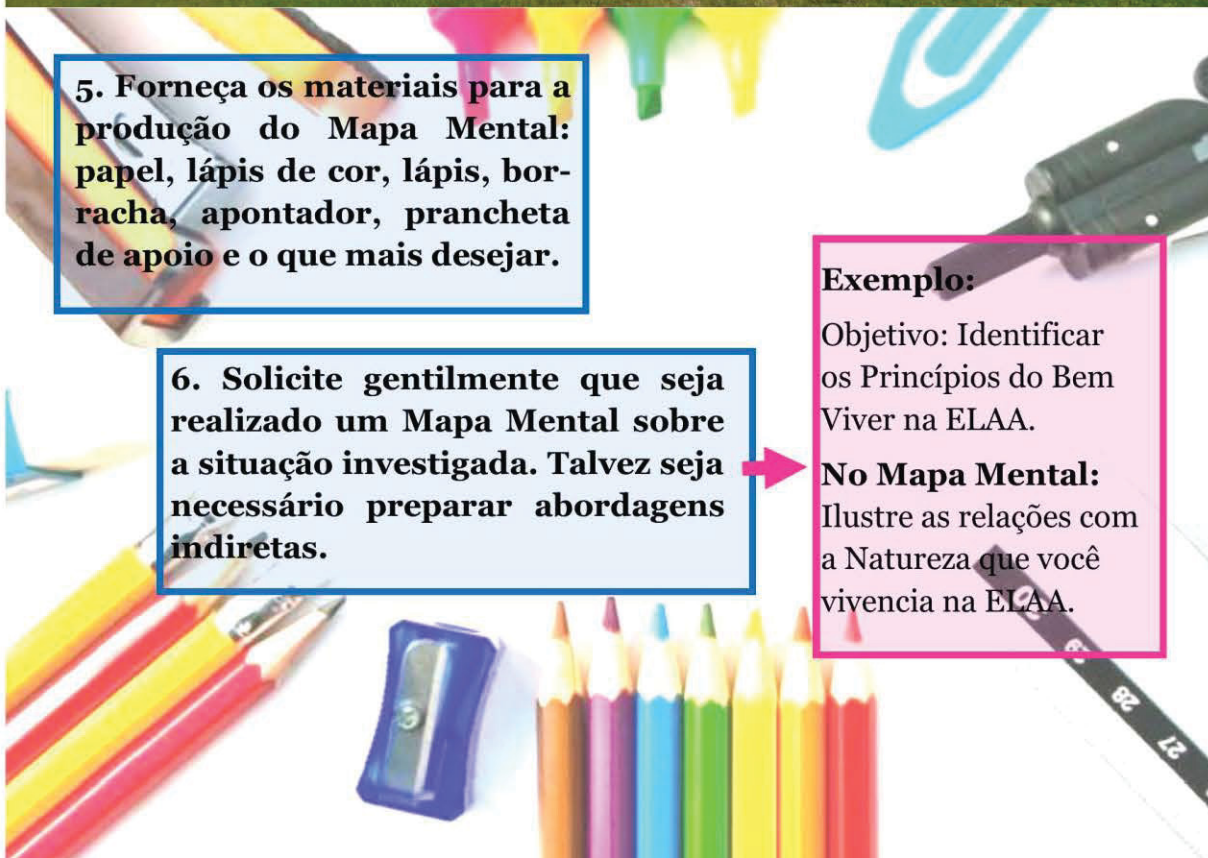 5. Forneça os materiais para a
produção do Mapa Mental:
papel, lápis de cor, lápis, bor-
racha, apontador, prancheta
de apoio e o que mais desejar.
6. Solicite gentilmente que seja
realizado um Mapa Mental sobre
a situação investigada. Talvez seja
necessário preparar abordagens
indiretas.
Exemplo:
Objetivo: Identificar
os Princípios do Bem
Viver na ELAA.
No Mapa Mental:
Ilustre as relações com
a Natureza que você
vivencia na ELAA.
29
28
27